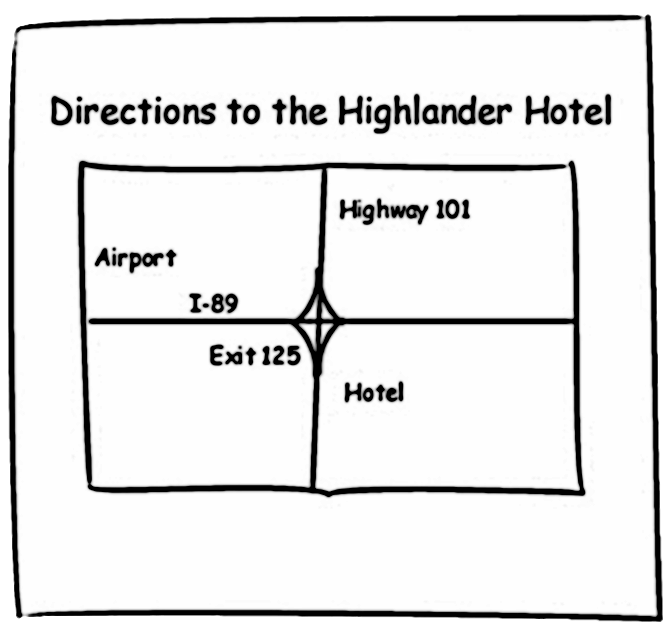 Directions to the Highlander Hotel
Highway 101
Airport
I-89
Exit 125
Hotel